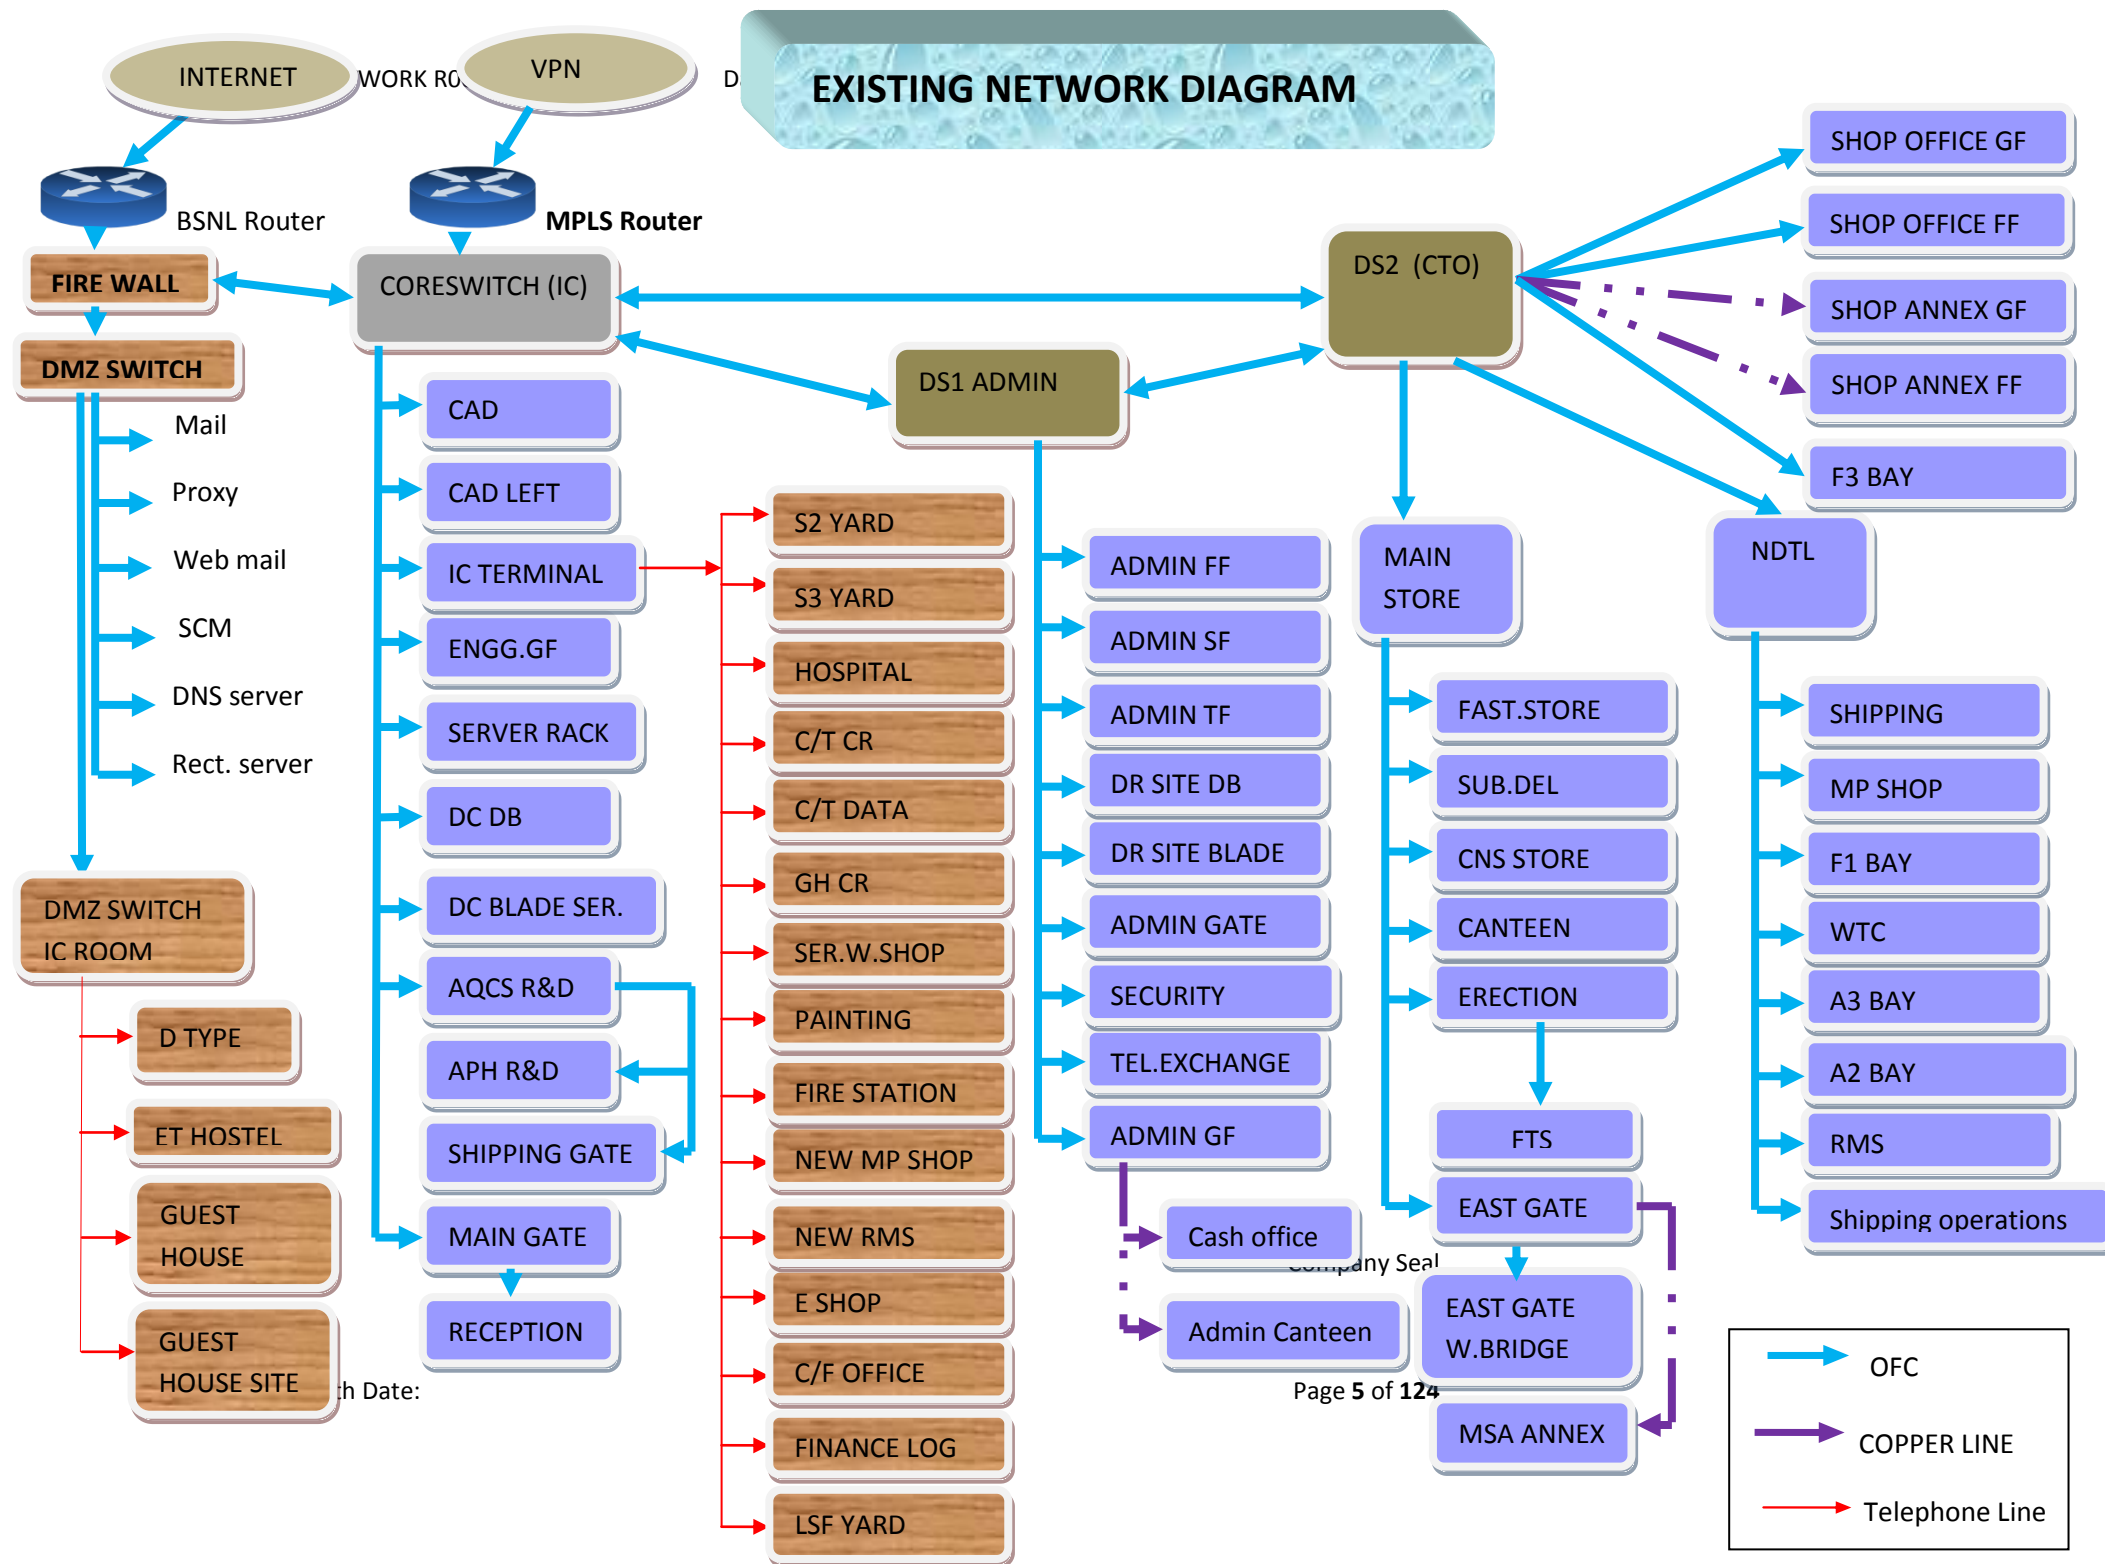 INTERNET
WORK RO
VPN
D
EXISTING NETWORK DIAGRAM
BSNL Router
MPLS Router
FIRE WALL
DMZ SWITCH
Mail
Proxy
Web mail
SCM
DNS server
Rect. server
DMZ SWITCH
IC ROOM
D TYPE
ET HOSTEL
GUEST
HOUSE
GUEST
HOUSE SITE
h Date:
CORESWITCH (IC)
CAD
CAD LEFT
IC TERMINAL
ENGG.GF
SERVER RACK
DC DB
DC BLADE SER.
AQCS R&D
APH R&D
SHIPPING GATE
MAIN GATE
RECEPTION
S2 YARD
S3 YARD
HOSPITAL
C/T CR
C/T DATA
GH CR
SER.W.SHOP
PAINTING
FIRE STATION
NEW MP SHOP
NEW RMS
E SHOP
C/F OFFICE
FINANCE LOG
LSF YARD
DS1 ADMIN
ADMIN FF
ADMIN SF
ADMIN TF
DR SITE DB
DR SITE BLADE
ADMIN GATE
SECURITY
TEL.EXCHANGE
ADMIN GF
Cash office
Company Seal
Admin Canteen
Page 5 of 124
DS2 (CTO)
MAIN
STORE
FAST.STORE
SUB.DEL
CNS STORE
CANTEEN
ERECTION
FTS
EAST GATE
EAST GATE
W.BRIDGE
MSA ANNEX
SHOP OFFICE GF
SHOP OFFICE FF
SHOP ANNEX GF
SHOP ANNEX FF
F3 BAY
NDTL
SHIPPING
MP SHOP
F1 BAY
WTC
A3 BAY
A2 BAY
RMS
Shipping operations
OFC
COPPER LINE
Telephone Line